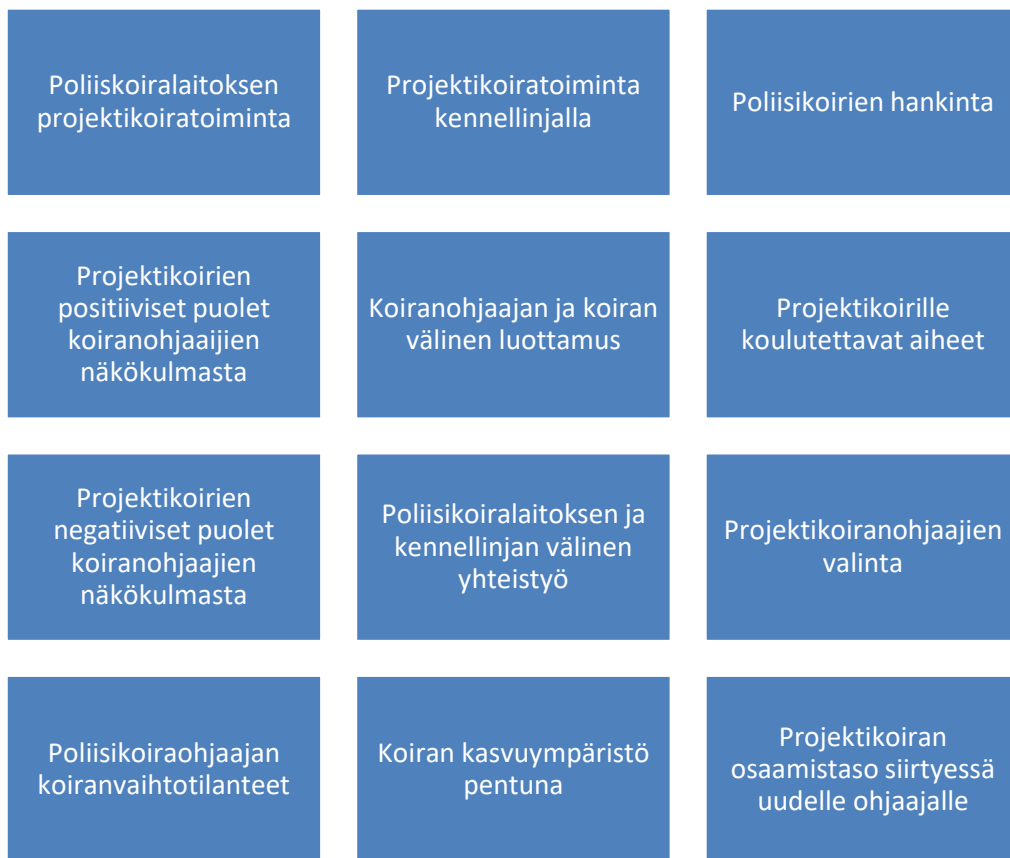 Poliiskoiralaitoksen
projektikoiratoiminta
Projektikoiratoiminta
kennellinjalla
Poliisikoirien hankinta
Projektikoirien
positiiviset puolet
koiranohjaaijien
näkökulmasta
Koiranohjaajan ja koiran
välinen luottamus
Projektikoirille
koulutettavat aiheet
Projektikoirien
negatiiviset puolet
koiranohjaajien
näkökulmasta
Poliisikoiralaitoksen ja
kennellinjan välinen
yhteistyö
Projektikoiranohjaajien
valinta
Poliisikoiraohjaajan
koiranvaihtotilanteet
Koiran kasvuympäristö
pentuna
Projektikoiran
osaamistaso siirtyessä
uudelle ohjaajalle